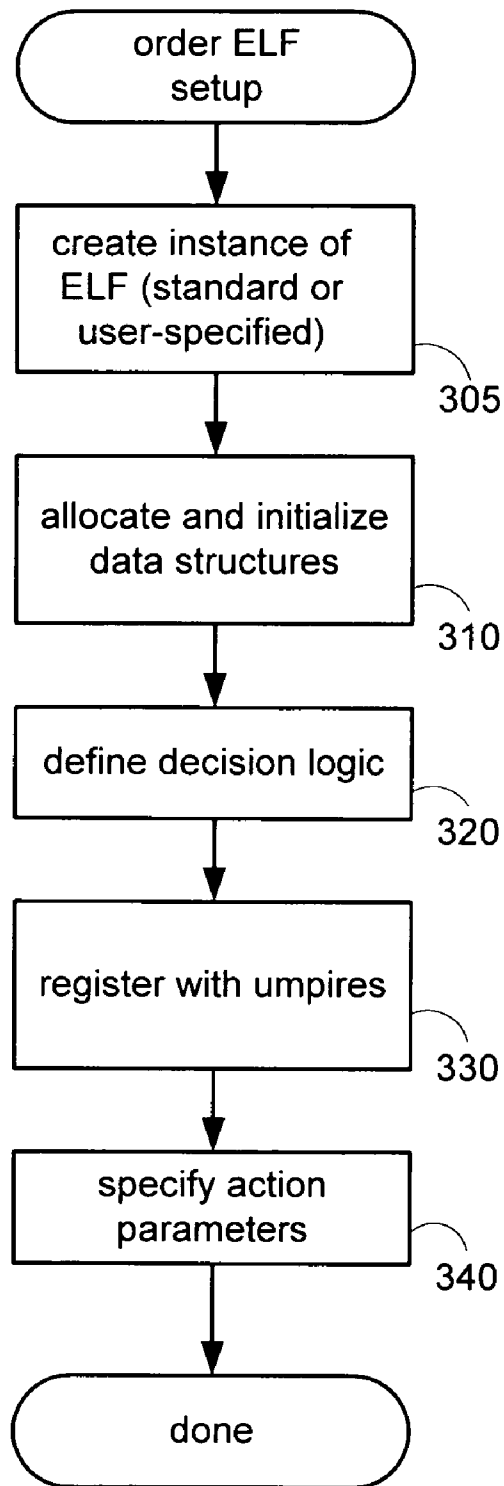 order ELF
setup
create instance of
ELF (standard or
user-specified)
305
allocate and initialize
data structures
310
define decision logic
320
register with umpires
330
specify action
parameters
340
done